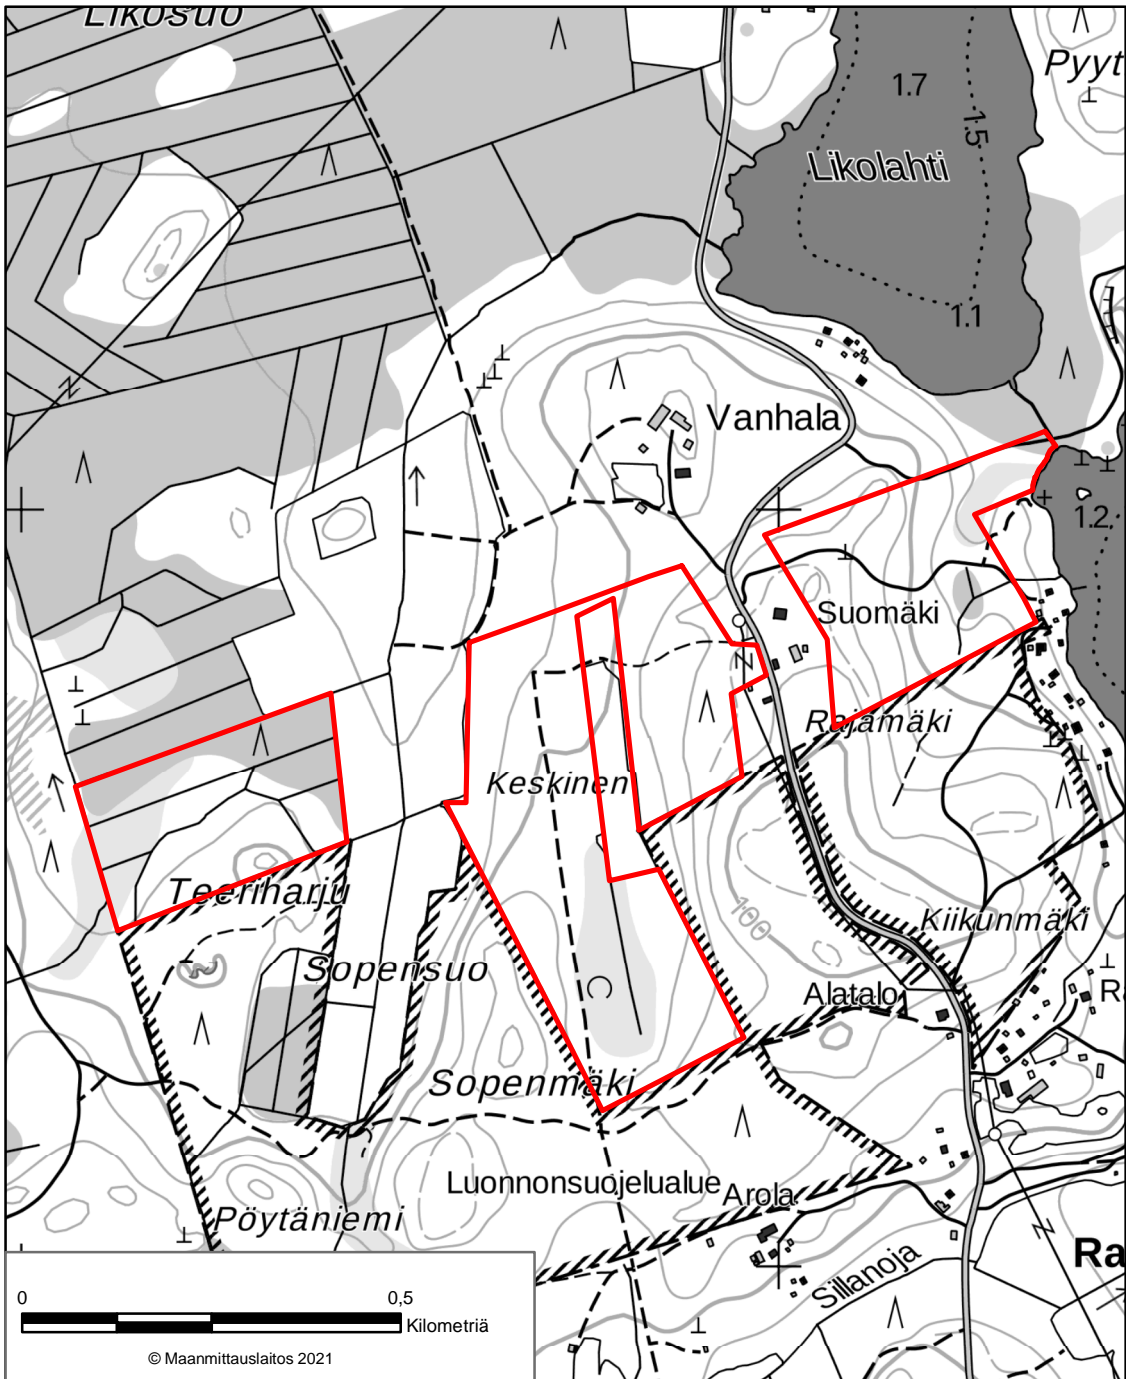 Likosuo
Pyyt
1.7
1.5
Likolahti
1.1
Vanhala
1.2
Suomäki
Rajamäki
Keskinen
Teeriharju
100
Kiikunmäki
Sopensuo
Alatalo
Ra
Sopenmäki
Luonnonsuojelualue
Arola
Pöytäniemi
Ra
Sillanoja
0
0,5
Kilometriä
© Maanmittauslaitos 2021